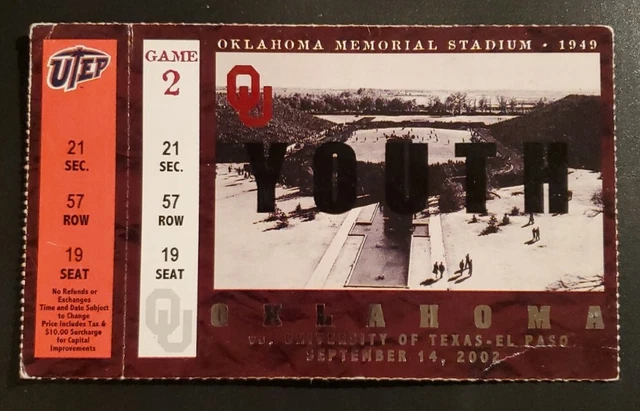 UTEP
21
SEC.
57
ROW
19
SEAT
No Refunds or
Exchanges
Time and Date Subject
to Change
Price Includes Tax &
$10.00 Surcharge
for Capital
Improvements
GAME
2
21
SEC.
57
ROW
19
SEAT
OU
OKLAHOMA MEMORIAL STADIUM · 1949
OU
YOUTH
OKLAHOMA
vs. UNIVERSITY OF TEXAS-EL PASO
SEPTEMBER 14, 2002